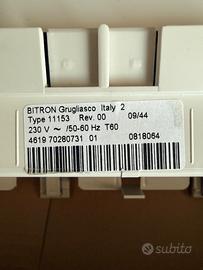 BITRON Grugliasco Italy 2
Type 11153 Rev. 00 09/44
230 V ~ /50-60 Hz T60
4619 70280731 01 0818064
subito